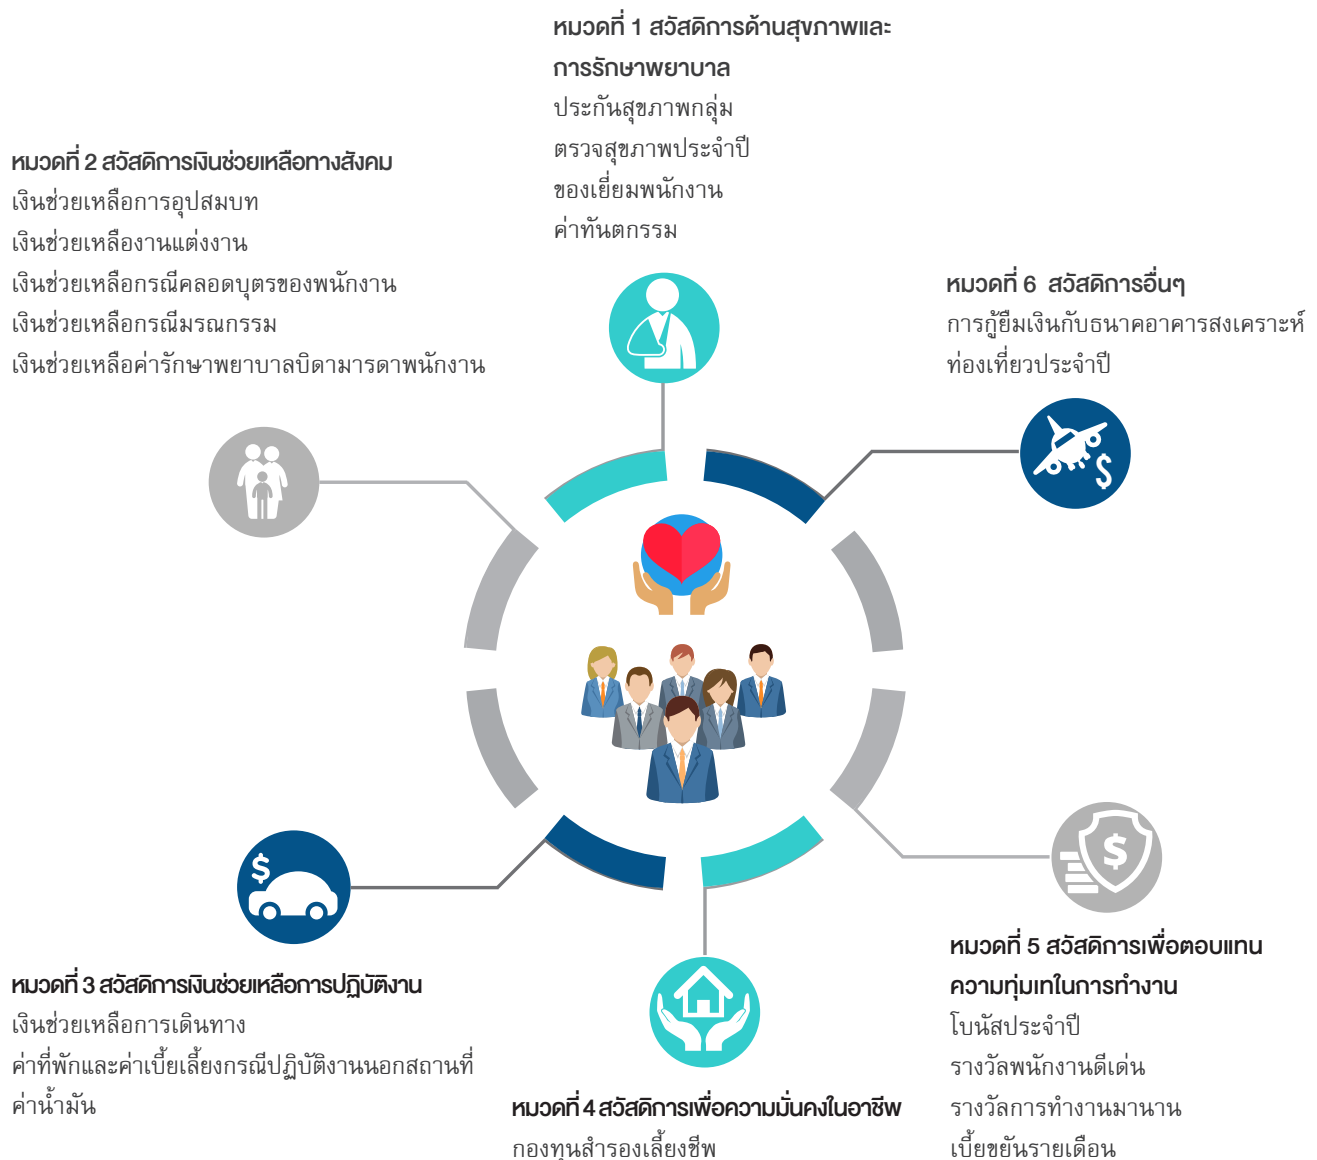 หมวดที่ 1 สวัสดิการด้านสุขภาพและ
การรักษาพยาบาล
ประกันสุขภาพกลุ่ม
ตรวจสุขภาพประจำปี
ของเยี่ยมพนักงาน
ค่าทันตกรรม
หมวดที่ 2 สวัสดิการเงินช่วยเหลือทางสังคม
เงินช่วยเหลือการอุปสมบท
เงินช่วยเหลืองานแต่งงาน
เงินช่วยเหลือกรณีคลอดบุตรของพนักงาน
เงินช่วยเหลือกรณีมรณกรรม
เงินช่วยเหลือค่ารักษาพยาบาลบิดามารดาพนักงาน
หมวดที่ 3 สวัสดิการเงินช่วยเหลือการปฏิบัติงาน
เงินช่วยเหลือการเดินทาง
ค่าที่พักและค่าเบี้ยเลี้ยงกรณีปฏิบัติงานนอกสถานที่
ค่าน้ำมัน
หมวดที่ 4 สวัสดิการเพื่อความมั่นคงในอาชีพ
กองทุนสำรองเลี้ยงชีพ
หมวดที่ 5 สวัสดิการเพื่อตอบแทน
ความทุ่มเทในการทำงาน
โบนัสประจำปี
รางวัลพนักงานดีเด่น
รางวัลการทำงานมานาน
เบี้ยขยันรายเดือน
หมวดที่ 6 สวัสดิการอื่นๆ
การกู้ยืมเงินกับธนาคอาคารสงเคราะห์
ท่องเที่ยวประจำปี
$
$
$